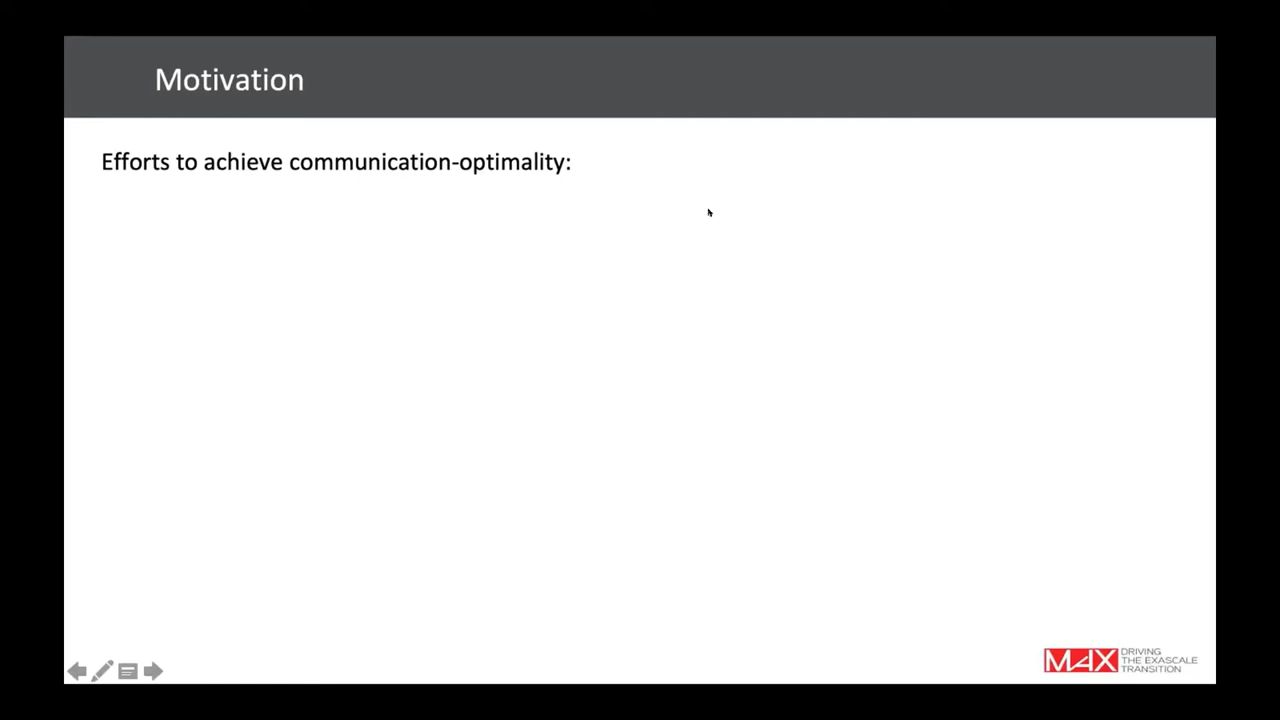 Motivation
Efforts to achieve communication-optimality:
MAX
DRIVING
THE EXASCALE
TRANSITION